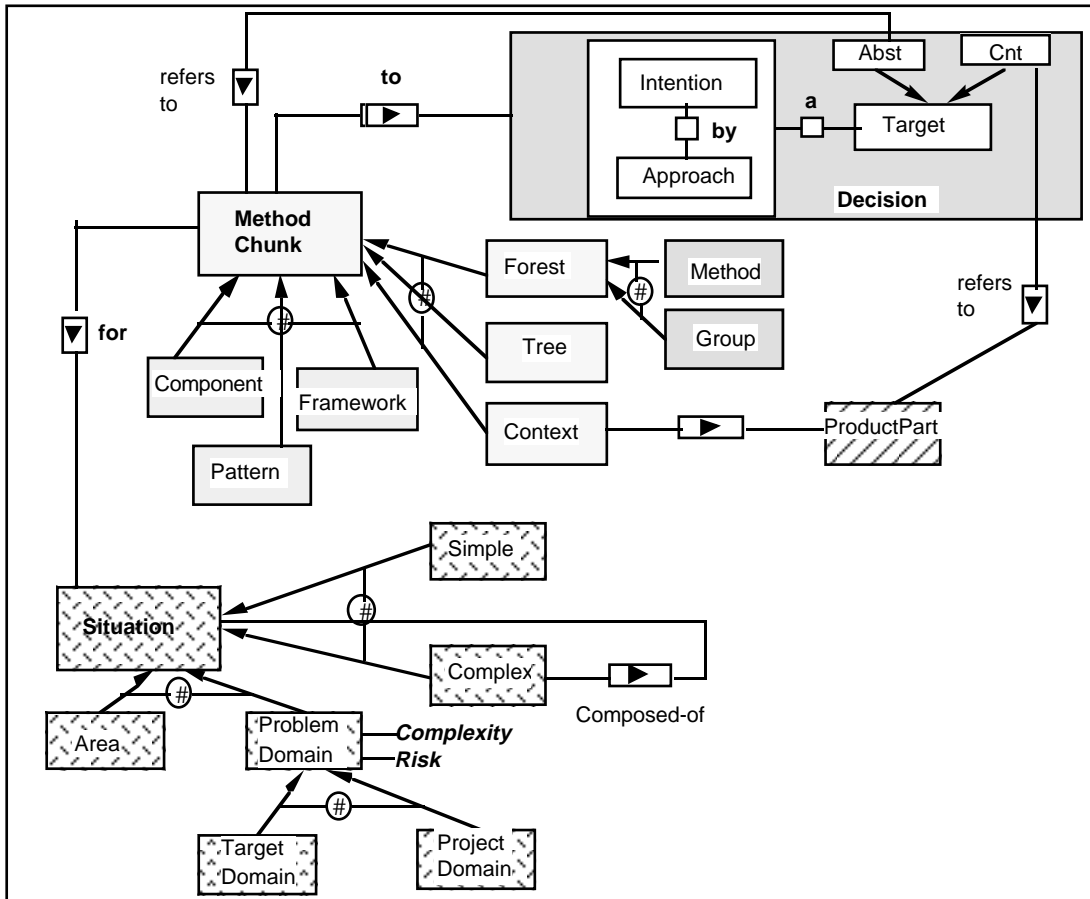 Abst
Cnt
refers
to
to
Intention
a
Target
by
Approach
Decision
Method
Chunk
Forest
Method
#
#
refers
to
#
for
Tree
Group
Component
Framework
Context
ProductPart
Pattern
Simple
#
Situation
Complex
#
Composed-of
Area
Problem
Domain
Complexity
Risk
#
Target
Domain
Project
Domain